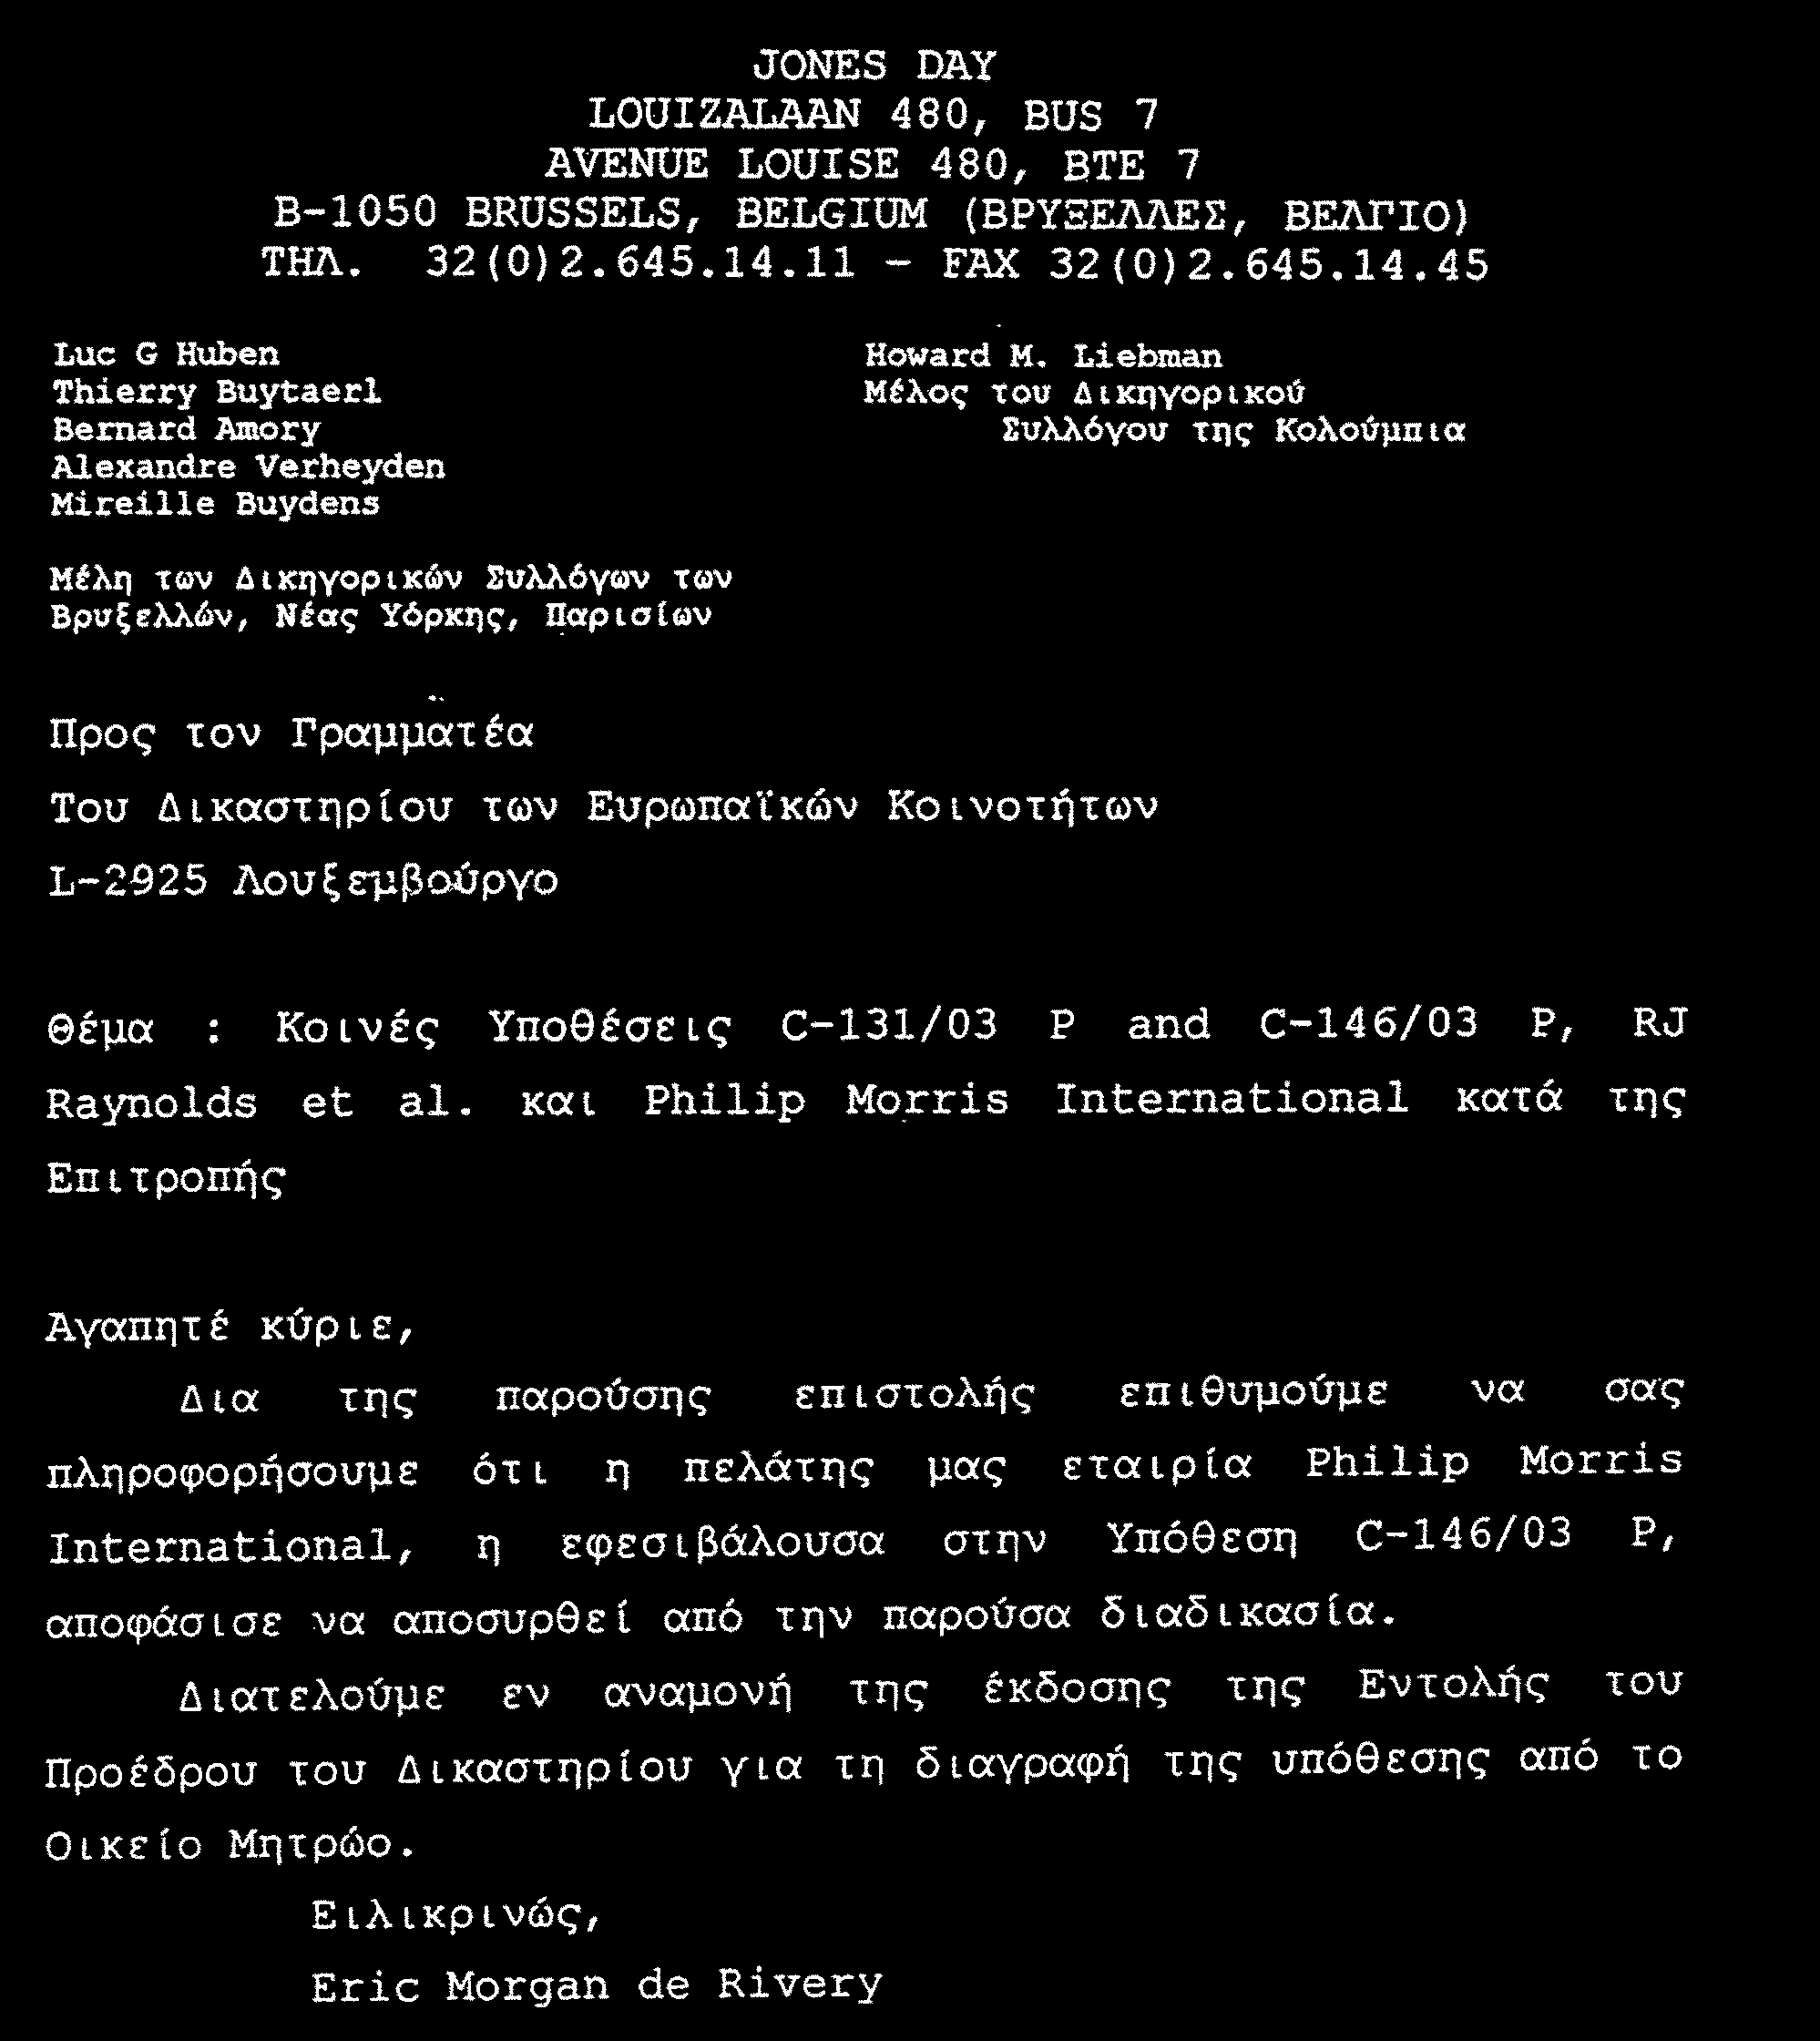 JONES DAY
LOUIZALAAN 480, BUS 7
AVENUE LOUISE 480, BTE 7
B-1050 BRUSSELS, BELGIUM (ΒΡΥΞΕΛΛΕΣ, ΒΕΛΓΙΟ)
ΤΗΛ. 32(0)2.645.14.11 - FAX 32(0)2.645.14.45
Luc G Huben
Thierry Buytaerl
Bernard Amory
Alexandre Verheyden
Mireille Buydens
Howard M. Liebman
Μέλος του Δικηγορικού
Συλλόγου της Κολούμπια
Μέλη των Δικηγορικών Συλλόγων των
Βρυξελλών, Νέας Υόρκης, Παρισίων
Προς τον Γραμματέα
Του Δικαστηρίου των Ευρωπαϊκών Κοινοτήτων
L-2925 Λουξεμβούργο
Θέμα : Κοινές Υποθέσεις C-131/03 P and C-146/03 P, RJ
Raynolds et al. και Philip Morris International κατά της
Επιτροπής
Αγαπητέ κύριε,
Δια της παρούσης επιστολής επιθυμούμε να σας
πληροφορήσουμε ότι η πελάτης μας εταιρία Philip Morris
International, η εφεσιβάλουσα στην Υπόθεση C-146/03 P,
αποφάσισε να αποσυρθεί από την παρούσα διαδικασία.
Διατελούμε εν αναμονή της έκδοσης της Εντολής του
Προέδρου του Δικαστηρίου για τη διαγραφή της υπόθεσης από το
Οικείο Μητρώο.
Ειλικρινώς,
Eric Morgan de Rivery